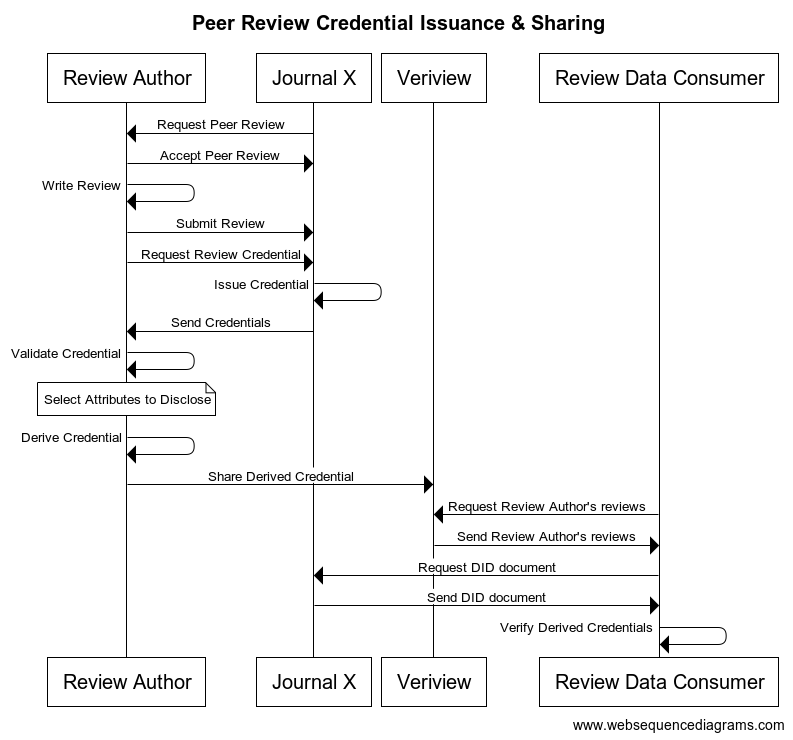 Peer Review Credential Issuance & Sharing
Review Author
Journal X
Veriview
Review Data Consumer
Request Peer Review
Accept Peer Review
Write Review
Submit Review
Request Review Credential
Issue Credential
Send Credentials
Validate Credential
Select Attributes to Disclose
Derive Credential
Share Derived Credential
Request Review Author's reviews
Send Review Author's reviews
Request DID document
Send DID document
Verify Derived Credentials
Review Author
Journal X
Veriview
Review Data Consumer
www.websequencediagrams.com